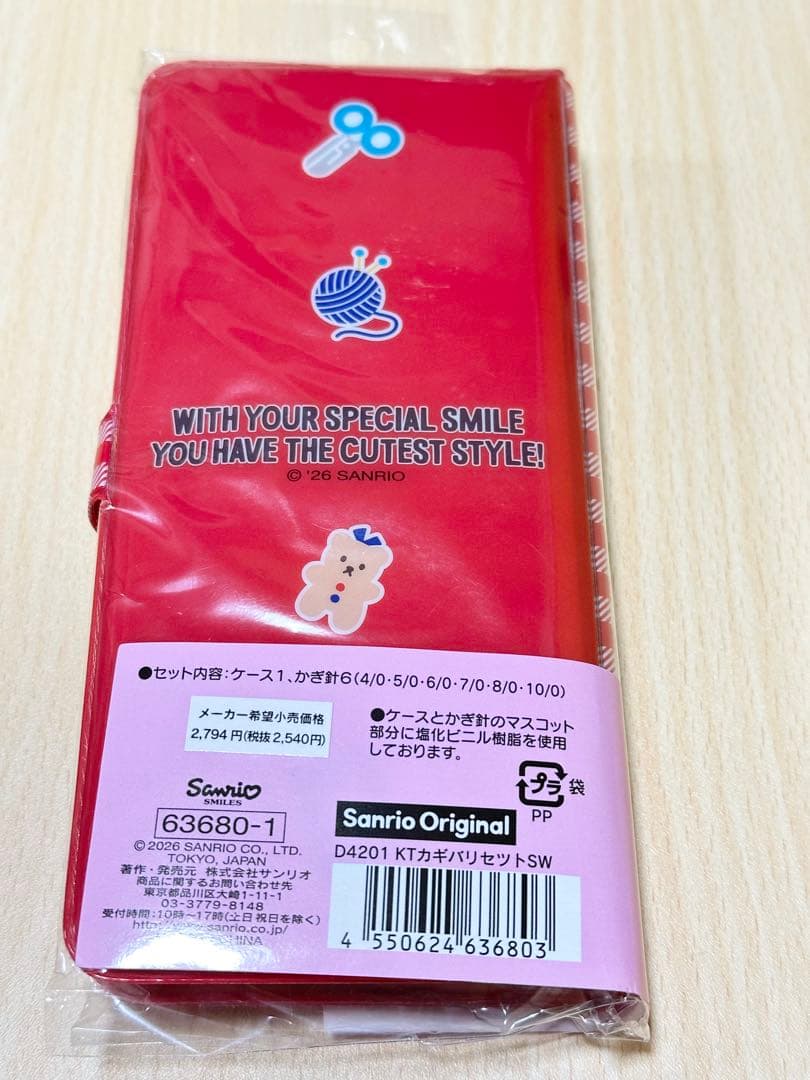 WITH YOUR SPECIAL SMILE
YOU HAVE THE CUTEST STYLE!
© '26 SANRIO
●セット内容:ケース1、かぎ針6(4/0・5/0・6/0・7/0・8/0・10/0)
メーカー希望小売価格
2,794円(税抜2,540円)
●ケースとかぎ針のマスコット
部分に塩化ビニル樹脂を使用
しております。
プラ 袋
PP
Sanrio
SMILES
63680-1
© 2026 SANRIO CO., LTD.
TOKYO, JAPAN
著作・発売元 株式会社サンリオ
商品に関するお問い合わせ先
東京都品川区大崎1-11-1
03-3779-8148
受付時間:10時〜17時(土日祝日を除く)
http://www.sanrio.co.jp/
CHINA
Sanrio Original
D4201 KTカギバリセットSW
4 550624 636803